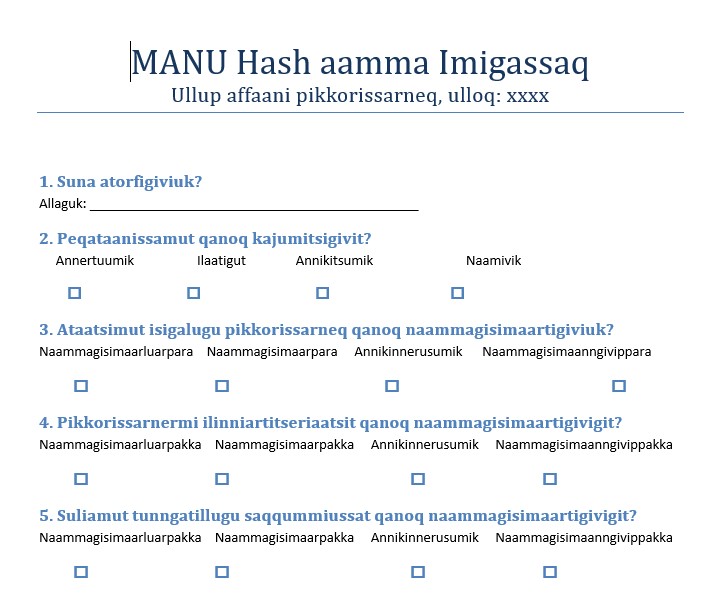 MANU Hash aamma Imigassaq
Ullup affaani pikkorissarneq, ulloq: xxxx
1. Suna atorfigiviuk?
Allaguk: ______________________________________________
2. Peqataanissamut qanoq kajumitsigivit?
Annertuumik Ilaatigut Annikitsumik Naamivik
3. Ataatsimut isigalugu pikkorissarneq qanoq naammagisimaartigiviuk?
Naammagisimaarluarpara Naammagisimaarpara Annikinnerusumik Naammagisimaanngivippara
4. Pikkorissarnermi ilinniartitseriaatsit qanoq naammagisimaartigivigit?
Naammagisimaarluarpakka Naammagisimaarpakka Annikinnerusumik Naammagisimaanngivippakka
5. Suliamut tunngatillugu saqqummiussat qanoq naammagisimaartigivigit?
Naammagisimaarluarpakka Naammagisimaarpakka Annikinnerusumik Naammagisimaanngivippakka